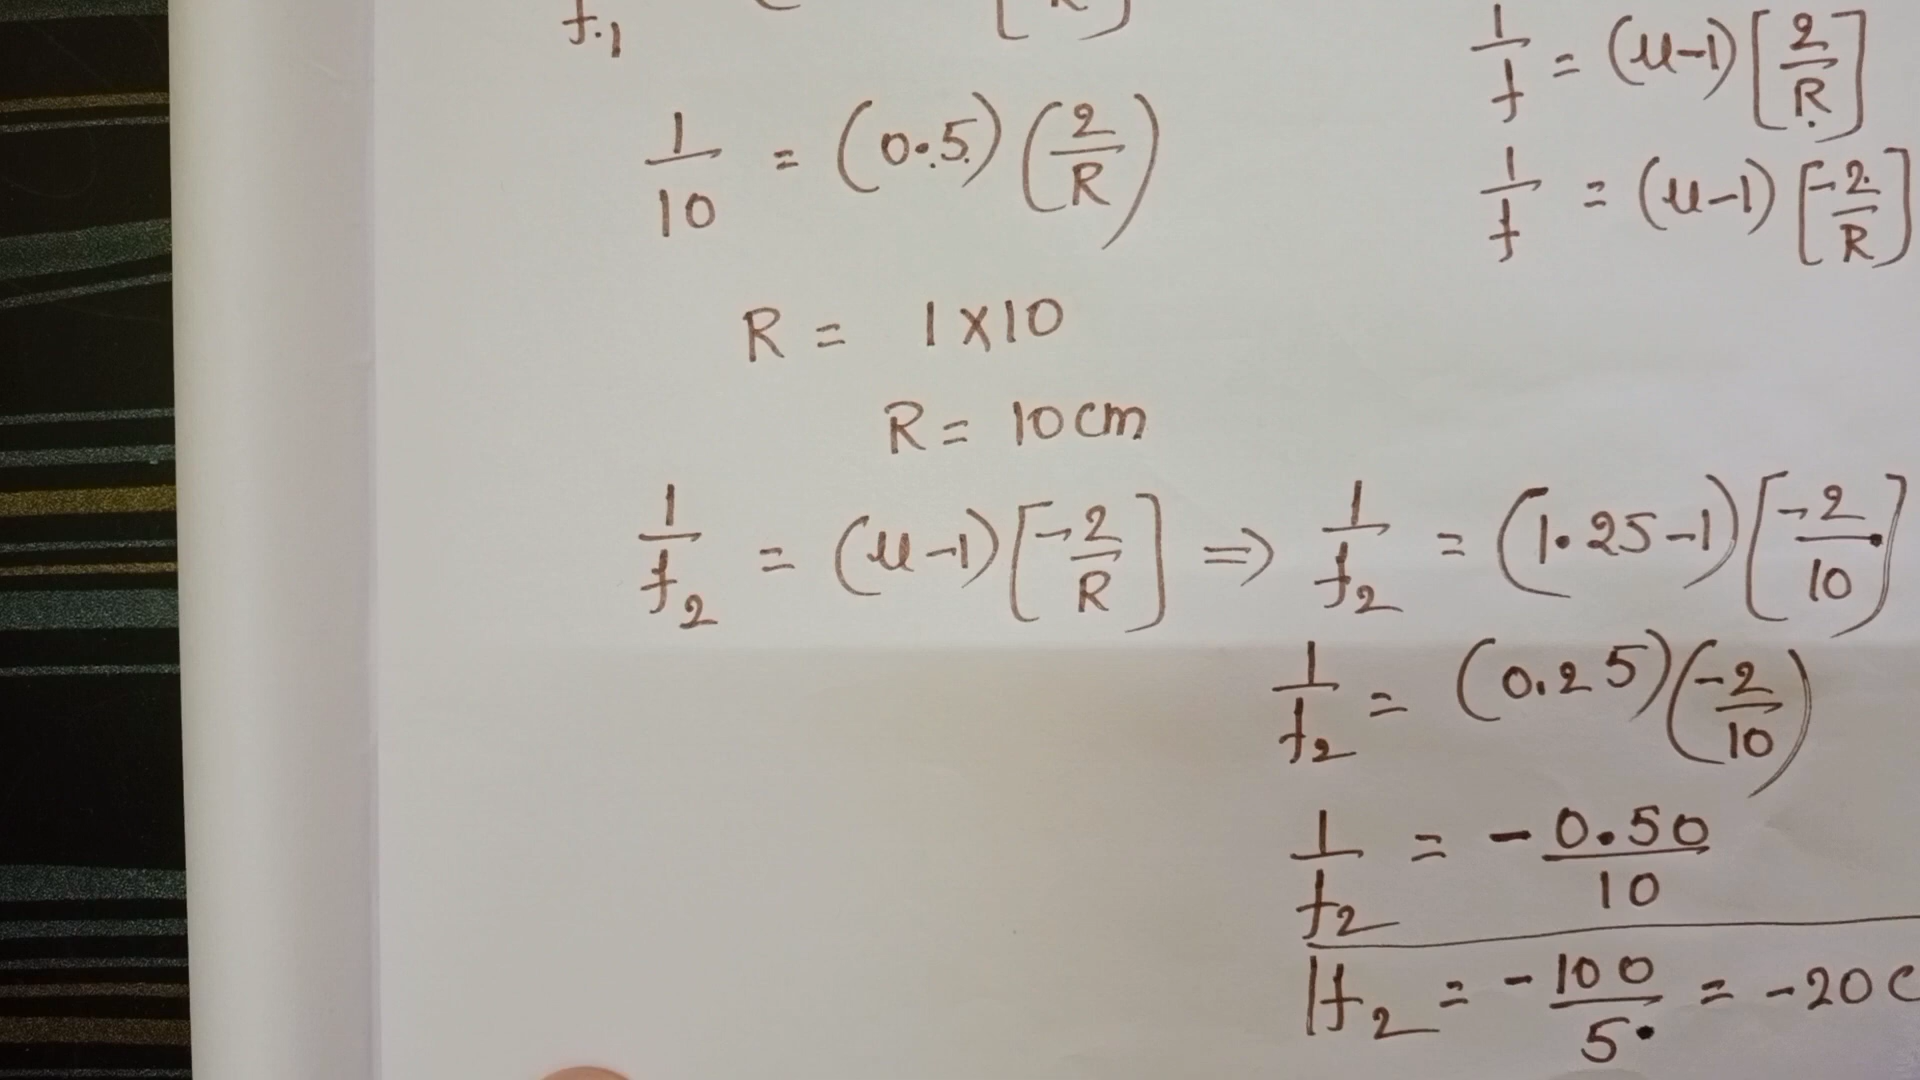 f.1
1/f = (μ-1)[2/R]
1/10 = (0.5)(2/R)
1/f = (μ-1)[-2/R]
R = 1×10
R = 10cm
1/f2 = (μ-1)[-2/R] ⇒ 1/f2 = (1.25-1)[-2/10]
1/f2 = (0.25)(-2/10)
1/f2 = -0.50/10
f2 = -100/5 = -20